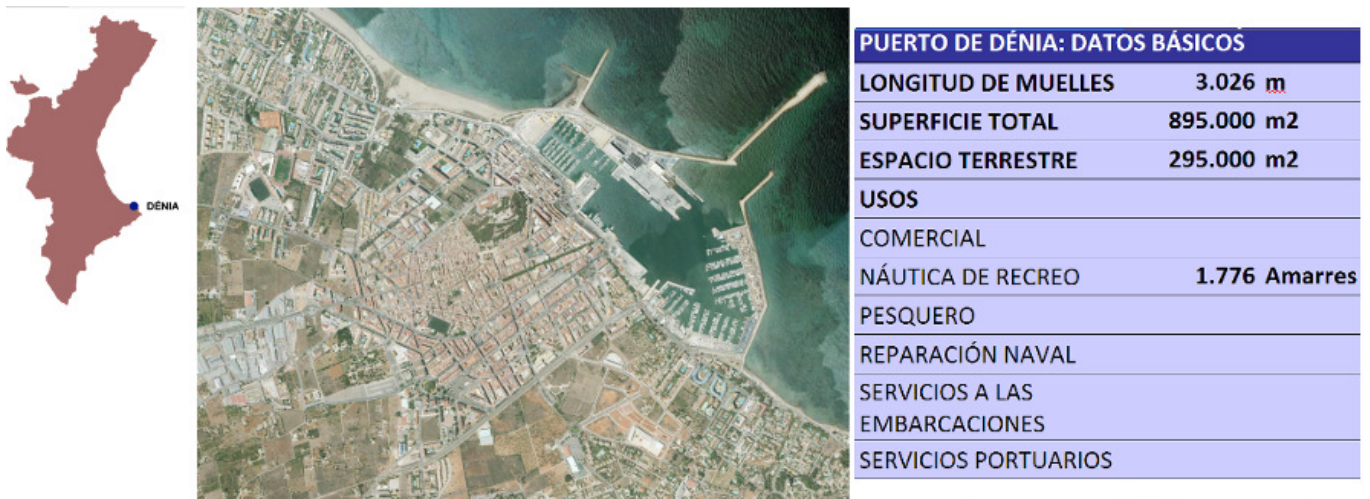 DÉNIA
PUERTO DE DÉNIA: DATOS BÁSICOS
LONGITUD DE MUELLES 3.026 m
SUPERFICIE TOTAL 895.000 m2
ESPACIO TERRESTRE 295.000 m2
USOS
COMERCIAL
NÁUTICA DE RECREO 1.776 Amarres
PESQUERO
REPARACIÓN NAVAL
SERVICIOS A LAS
EMBARCACIONES
SERVICIOS PORTUARIOS